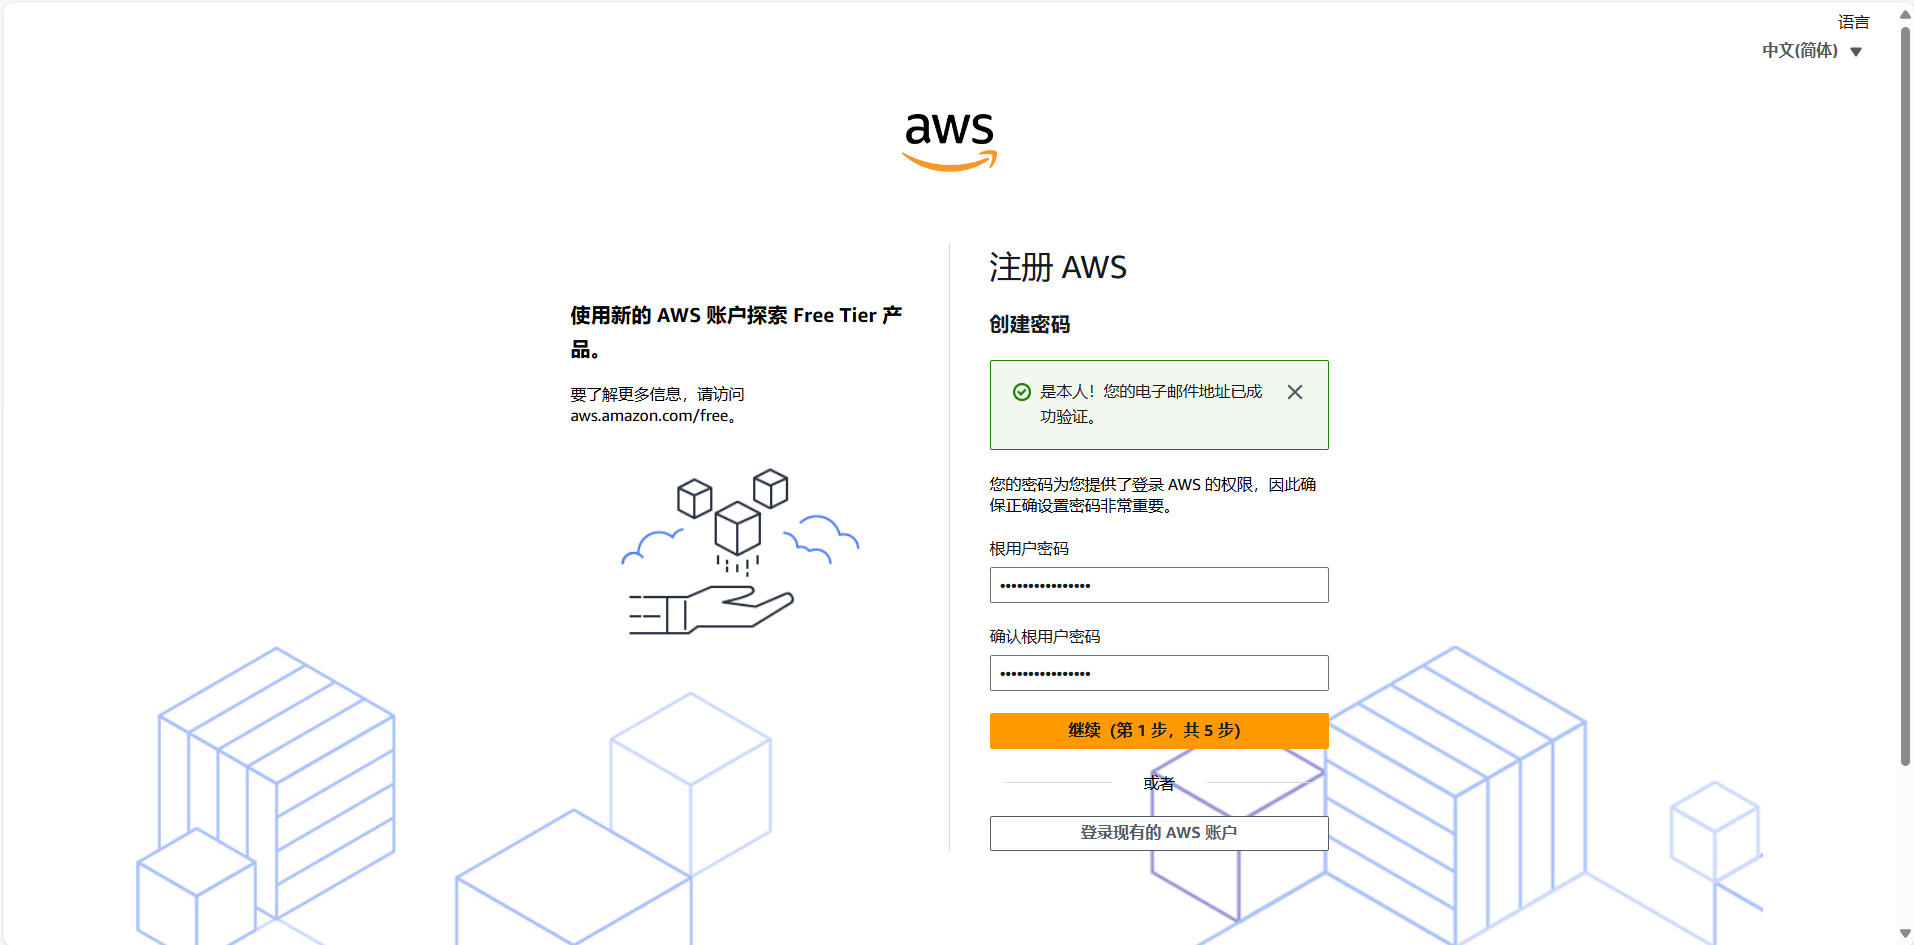 语言
中文(简体)
aws
使用新的 AWS 账户探索 Free Tier 产
品。
要了解更多信息，请访问
aws.amazon.com/free。
注册 AWS
创建密码
是本人！您的电子邮件地址已成
功验证。
您的密码为您提供了登录 AWS 的权限，因此确
保正确设置密码非常重要。
根用户密码
••••••••••••••••
确认根用户密码
••••••••••••••••
继续（第 1 步，共 5 步)
或者
登录现有的 AWS 账户